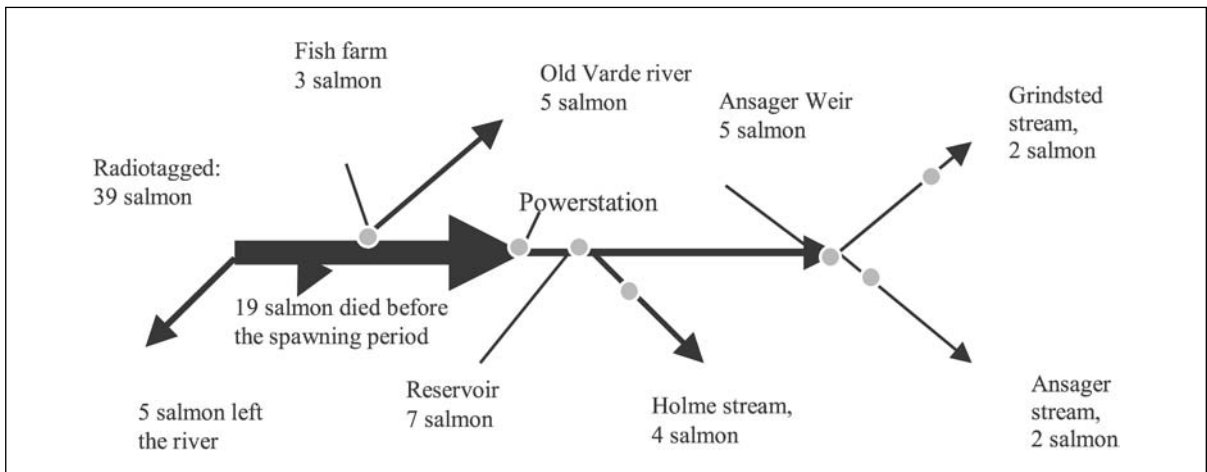 Fish farm
3 salmon
Old Varde river
5 salmon
Ansager Weir
5 salmon
Grindsted
stream,
2 salmon
Radiotagged:
39 salmon
Powerstation
19 salmon died before
the spawning period
5 salmon left
the river
Reservoir
7 salmon
Holme stream,
4 salmon
Ansager
stream,
2 salmon